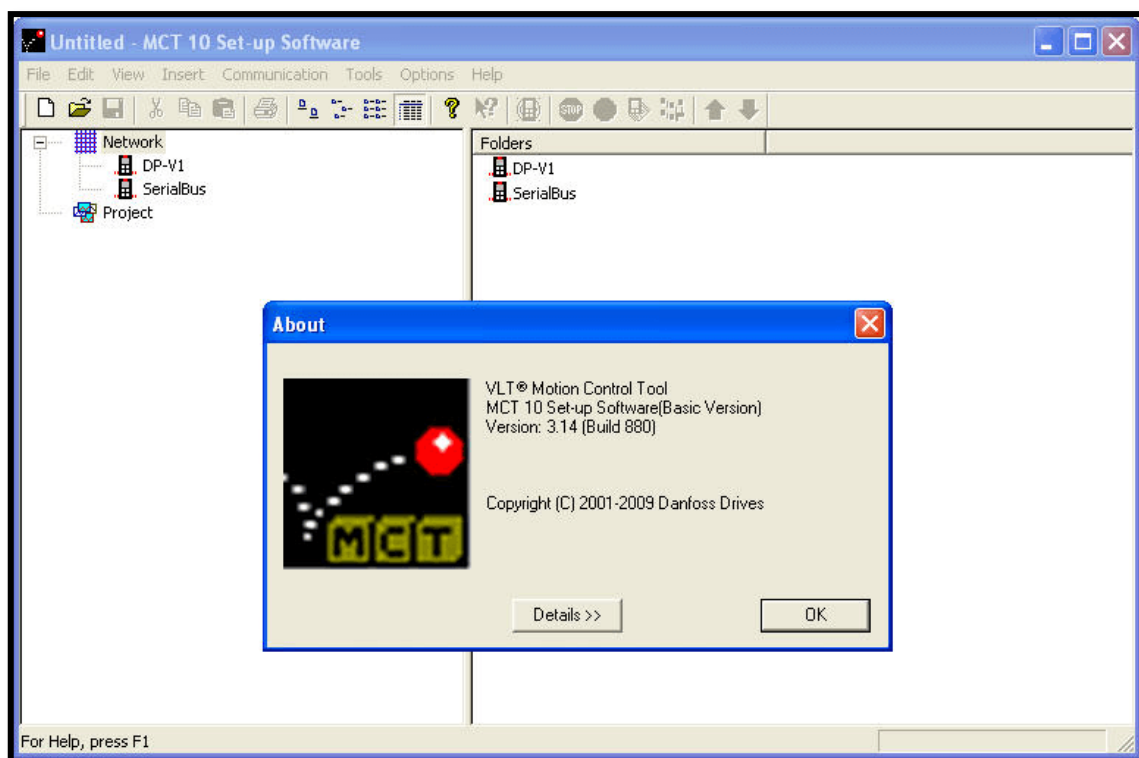 Untitled - MCT 10 Set-up Software
File Edit View Insert Communication Tools Options Help
STOP
Network
DP-V1
SerialBus
Project
Folders
DP-V1
SerialBus
About
VLT® Motion Control Tool
MCT 10 Set-up Software(Basic Version)
Version: 3.14 (Build 880)
Copyright (C) 2001-2009 Danfoss Drives
MCT
Details >>
OK
For Help, press F1